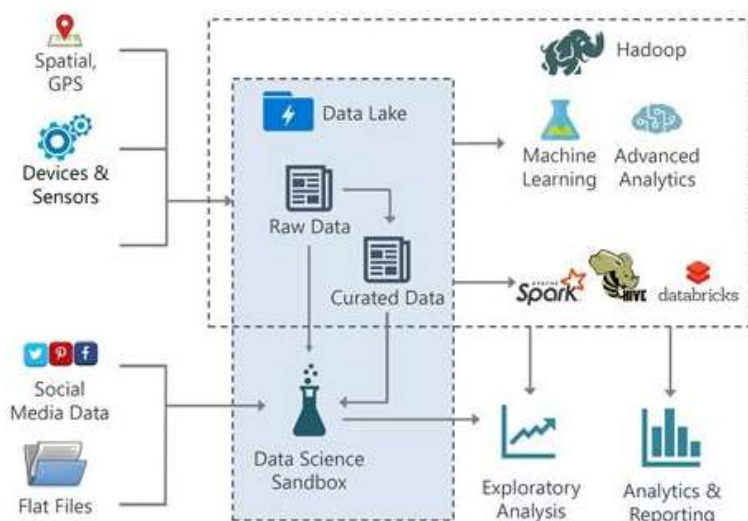 Spatial,
GPS
Devices &
Sensors
Social
Media Data
Flat Files
Data Lake
Raw Data
Curated Data
Data Science
Sandbox
Hadoop
Machine
Learning
Advanced
Analytics
APACHE
Spark
HIVE
databricks
Exploratory
Analysis
Analytics &
Reporting